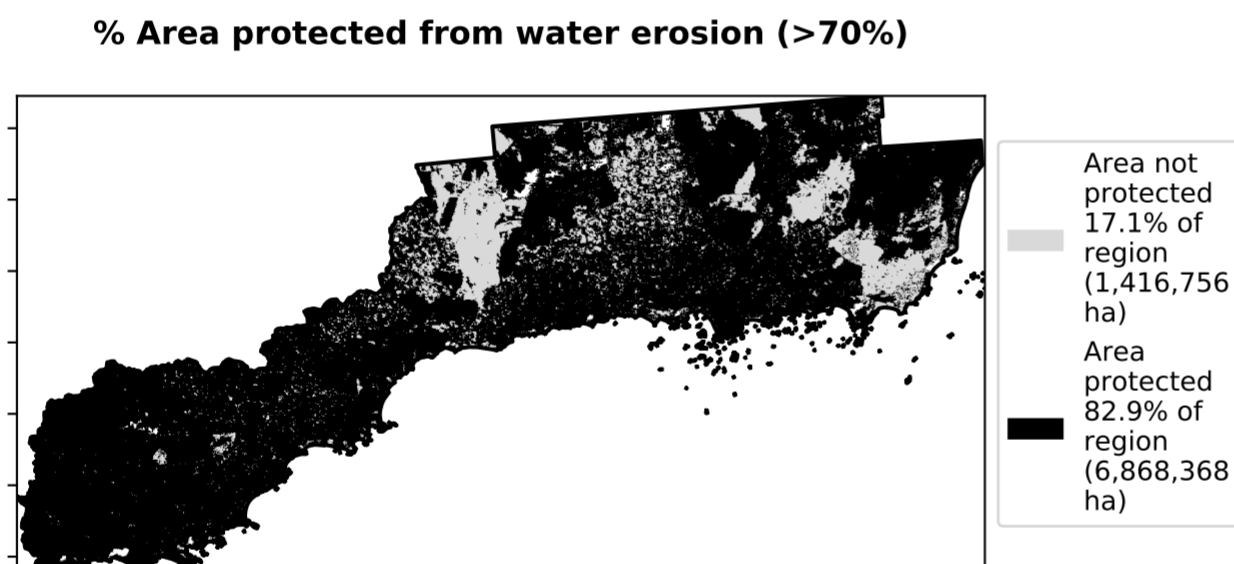 % Area protected from water erosion (>70%)
Area not
protected
17.1% of
region
(1,416,756
ha)
Area
protected
82.9% of
region
(6,868,368
ha)